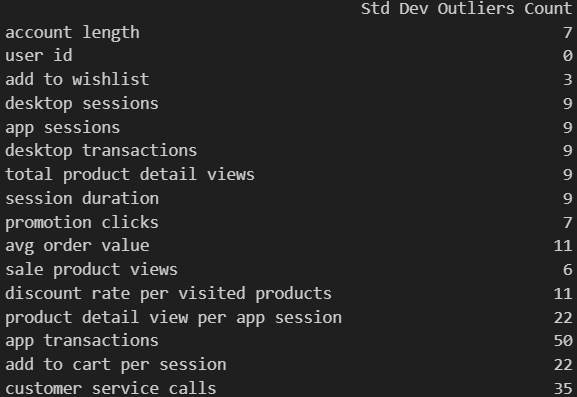 Std Dev Outliers Count
account length 7
user id 0
add to wishlist 3
desktop sessions 9
app sessions 9
desktop transactions 9
total product detail views 9
session duration 9
promotion clicks 7
avg order value 11
sale product views 6
discount rate per visited products 11
product detail view per app session 22
app transactions 50
add to cart per session 22
customer service calls 35